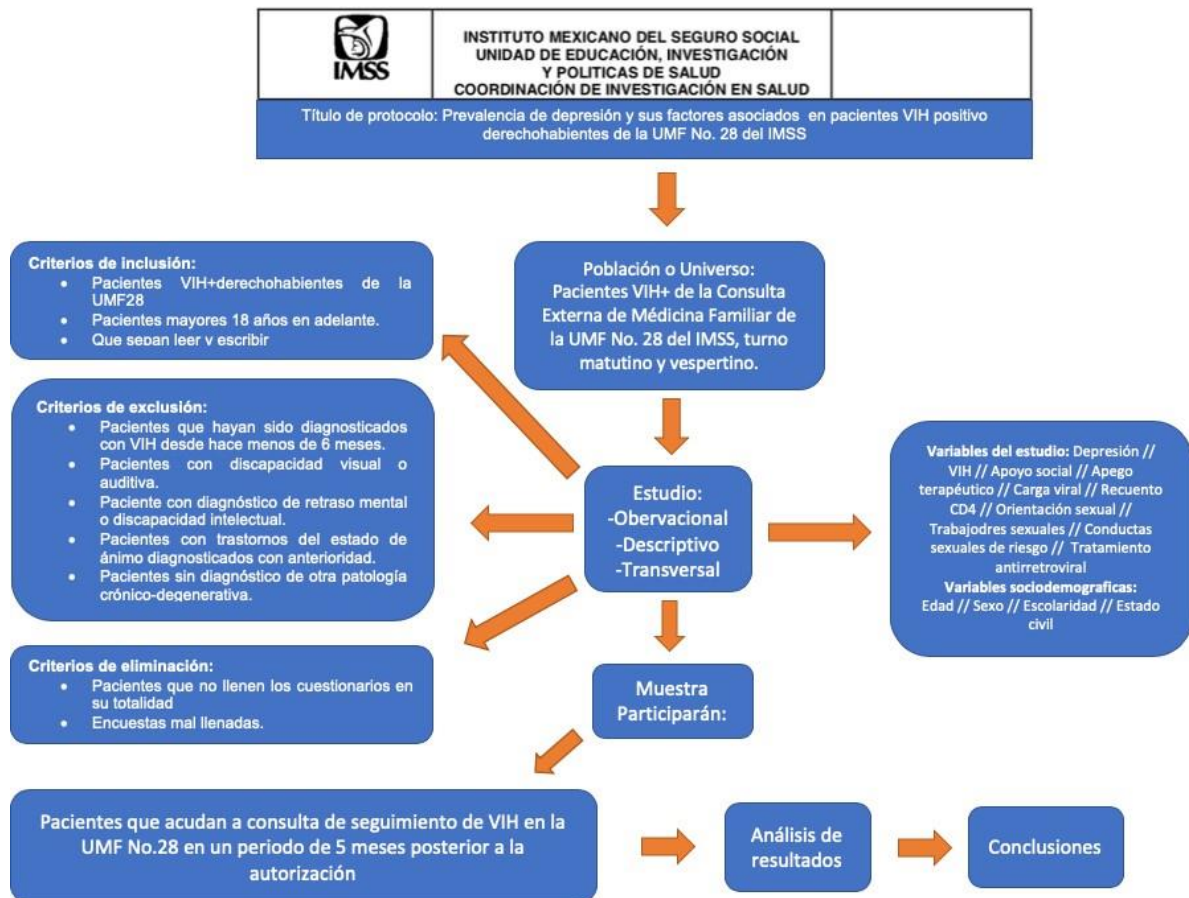 IMSS
INSTITUTO MEXICANO DEL SEGURO SOCIAL
UNIDAD DE EDUCACIÓN, INVESTIGACIÓN
Y POLITICAS DE SALUD
COORDINACIÓN DE INVESTIGACIÓN EN SALUD
Título de protocolo: Prevalencia de depresión y sus factores asociados en pacientes VIH positivo
derechohabientes de la UMF No. 28 del IMSS
Población o Universo:
Pacientes VIH+ de la Consulta
Externa de Médicina Familiar de
la UMF No. 28 del IMSS, turno
matutino y vespertino.
Criterios de inclusión:
• Pacientes VIH+derechohabientes de la
UMF28
• Pacientes mayores 18 años en adelante.
• Que sepan leer y escribir
Criterios de exclusión:
• Pacientes que hayan sido diagnosticados
con VIH desde hace menos de 6 meses.
• Pacientes con discapacidad visual o
auditiva.
• Paciente con diagnóstico de retraso mental
o discapacidad intelectual.
• Pacientes con trastornos del estado de
ánimo diagnosticados con anterioridad.
• Pacientes sin diagnóstico de otra patología
crónico-degenerativa.
Criterios de eliminación:
• Pacientes que no llenen los cuestionarios en
su totalidad
• Encuestas mal llenadas.
Estudio:
-Obervacional
-Descriptivo
-Transversal
Variables del estudio: Depresión //
VIH // Apoyo social // Apego
terapéutico // Carga viral // Recuento
CD4 // Orientación sexual //
Trabajodres sexuales // Conductas
sexuales de riesgo // Tratamiento
antirretroviral
Variables sociodemograficas:
Edad // Sexo // Escolaridad // Estado
civil
Muestra
Participarán:
Pacientes que acudan a consulta de seguimiento de VIH en la
UMF No.28 en un periodo de 5 meses posterior a la
autorización
Análisis de
resultados
Conclusiones